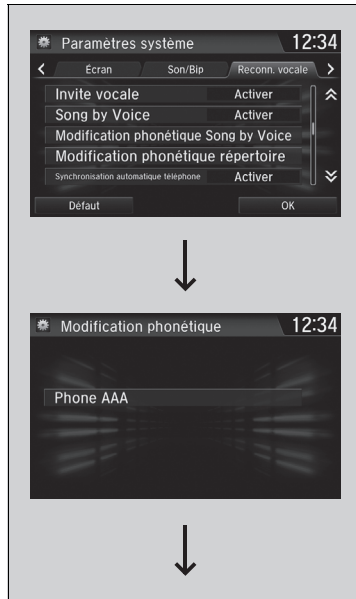 Paramètres système 12:34
Écran Son/Bip Reconn. vocale
Invite vocale Activer
Song by Voice Activer
Modification phonétique Song by Voice
Modification phonétique répertoire
Synchronisation automatique téléphone Activer
Défaut OK
Modification phonétique 12:34
Phone AAA